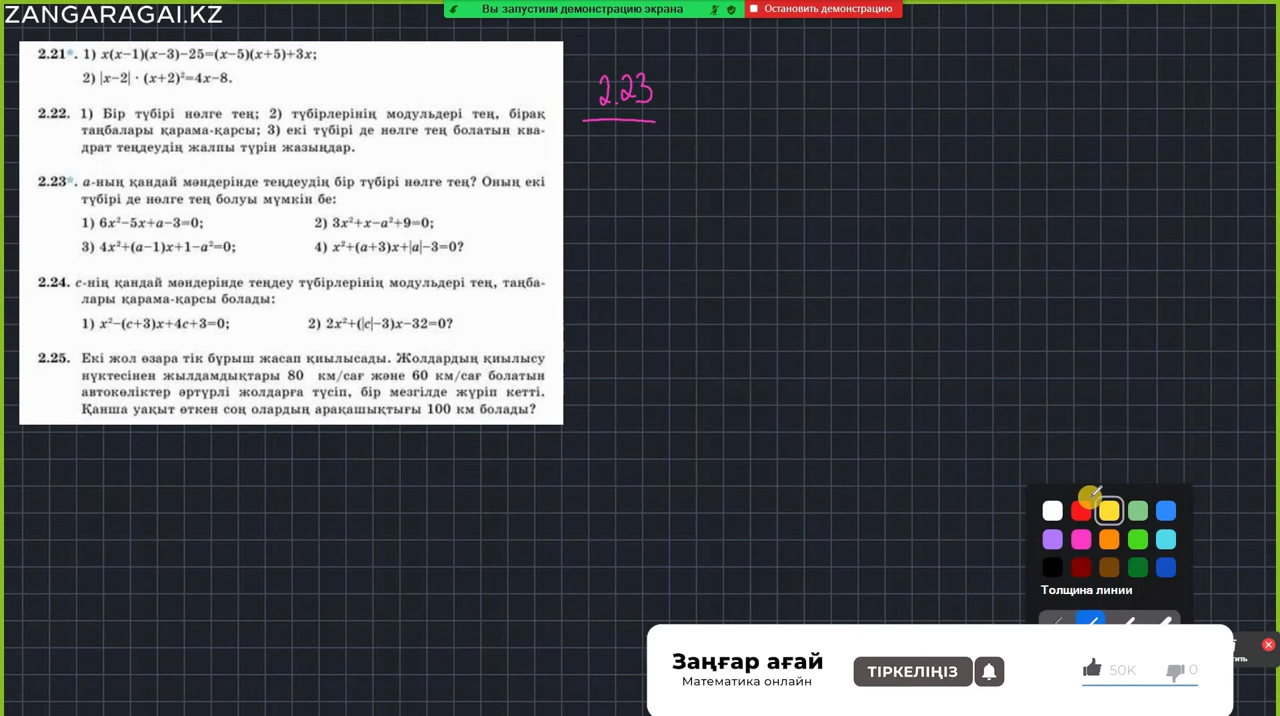 ZANGARAGAI.KZ
Вы запустили демонстрацию экрана
Остановить демонстрацию
2.21*. 1) x(x−1)(x−3)−25=(x−5)(x+5)+3x;
2) |x−2| · (x+2)²=4x−8.
2.22. 1) Бір түбірі нөлге тең; 2) түбірлерінің модульдері тең, бірақ
таңбалары қарама-қарсы; 3) екі түбірі де нөлге тең болатын ква-
драт теңдеудің жалпы түрін жазыңдар.
2.23*. a-ның қандай мәндерінде теңдеудің бір түбірі нөлге тең? Оның екі
түбірі де нөлге тең болуы мүмкін бе:
1) 6x²−5x+a−3=0; 2) 3x²+x−a²+9=0;
3) 4x²+(a−1)x+1−a²=0; 4) x²+(a+3)x+|a|−3=0?
2.24. c-нің қандай мәндерінде теңдеу түбірлерінің модульдері тең, таңба-
лары қарама-қарсы болады:
1) x²−(c+3)x+4c+3=0; 2) 2x²+(|c|−3)x−32=0?
2.25. Екі жол өзара тік бұрыш жасап қиылысады. Жолдардың қиылысу
нүктесінен жылдамдықтары 80 км/сағ және 60 км/сағ болатын
автокөліктер әртүрлі жолдарға түсіп, бір мезгілде жүріп кетті.
Қанша уақыт өткен соң олардың арақашықтығы 100 км болады?
2.23
Толщина линии
Заңғар ағай
Математика онлайн
ТІРКЕЛІҢІЗ
50K
0